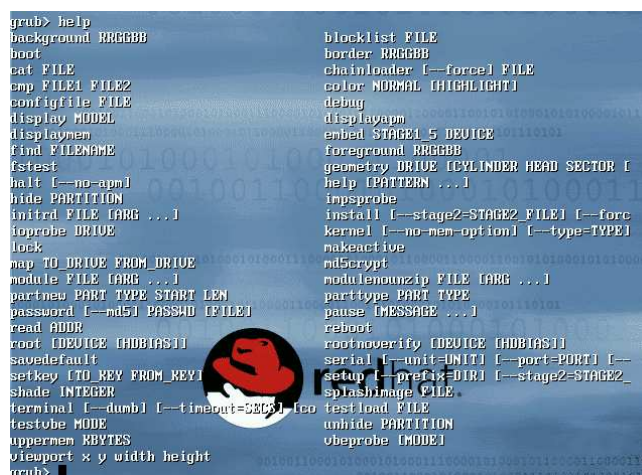 grub> help
background RRGGBB blocklist FILE
boot border RRGGBB
cat FILE chainloader [--force] FILE
cmp FILE1 FILE2 color NORMAL [HIGHLIGHT]
configfile FILE debug
display MODEL displayapm
displaymem embed STAGE1_5 DEVICE
find FILENAME foreground RRGGBB
fstest geometry DRIVE [CYLINDER HEAD SECTOR [
halt [--no-apm] help [PATTERN ...]
hide PARTITION impsprobe
initrd FILE [ARG ...] install [--stage2=STAGE2_FILE] [--forc
ioprobe DRIVE kernel [--no-mem-option] [--type=TYPE]
lock makeactive
map TO_DRIVE FROM_DRIVE md5crypt
module FILE [ARG ...] modulenounzip FILE [ARG ...]
partnew PART TYPE START LEN parttype PART TYPE
password [--md5] PASSWD [FILE] pause [MESSAGE ...]
read ADDR reboot
root [DEVICE [HDBIAS]] rootnoverify [DEVICE [HDBIAS]]
savedefault serial [--unit=UNIT] [--port=PORT] [--
setkey [TO_KEY FROM_KEY] setup [--prefix=DIR] [--stage2=STAGE2_
shade INTEGER splashimage FILE
terminal [--dumb] [--timeout=SECS] [co testload FILE
testvbe MODE unhide PARTITION
uppermem KBYTES vbeprobe [MODE]
viewport x y width height
grub>
redhat.